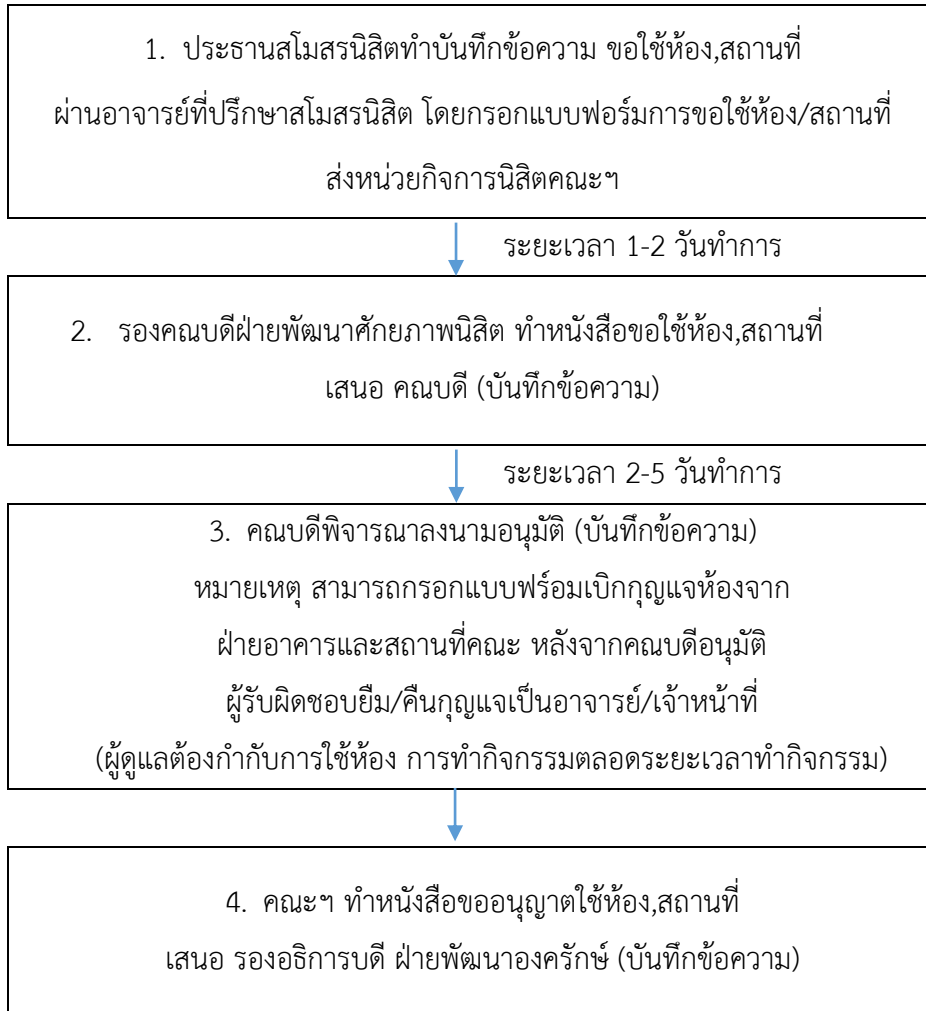 1. ประธานสโมสรนิสิตทำบันทึกข้อความ ขอใช้ห้อง,สถานที่
ผ่านอาจารย์ที่ปรึกษาสโมสรนิสิต โดยกรอกแบบฟอร์มการขอใช้ห้อง/สถานที่
ส่งหน่วยกิจการนิสิตคณะฯ
ระยะเวลา 1-2 วันทำการ
2. รองคณบดีฝ่ายพัฒนาศักยภาพนิสิต ทำหนังสือขอใช้ห้อง,สถานที่
เสนอ คณบดี (บันทึกข้อความ)
ระยะเวลา 2-5 วันทำการ
3. คณบดีพิจารณาลงนามอนุมัติ (บันทึกข้อความ)
หมายเหตุ สามารถกรอกแบบฟร์อมเบิกกุญแจห้องจาก
ฝ่ายอาคารและสถานที่คณะ หลังจากคณบดีอนุมัติ
ผู้รับผิดชอบยืม/คืนกุญแจเป็นอาจารย์/เจ้าหน้าที่
(ผู้ดูแลต้องกำกับการใช้ห้อง การทำกิจกรรมตลอดระยะเวลาทำกิจกรรม)
4. คณะฯ ทำหนังสือขออนุญาตใช้ห้อง,สถานที่
เสนอ รองอธิการบดี ฝ่ายพัฒนาองครักษ์ (บันทึกข้อความ)